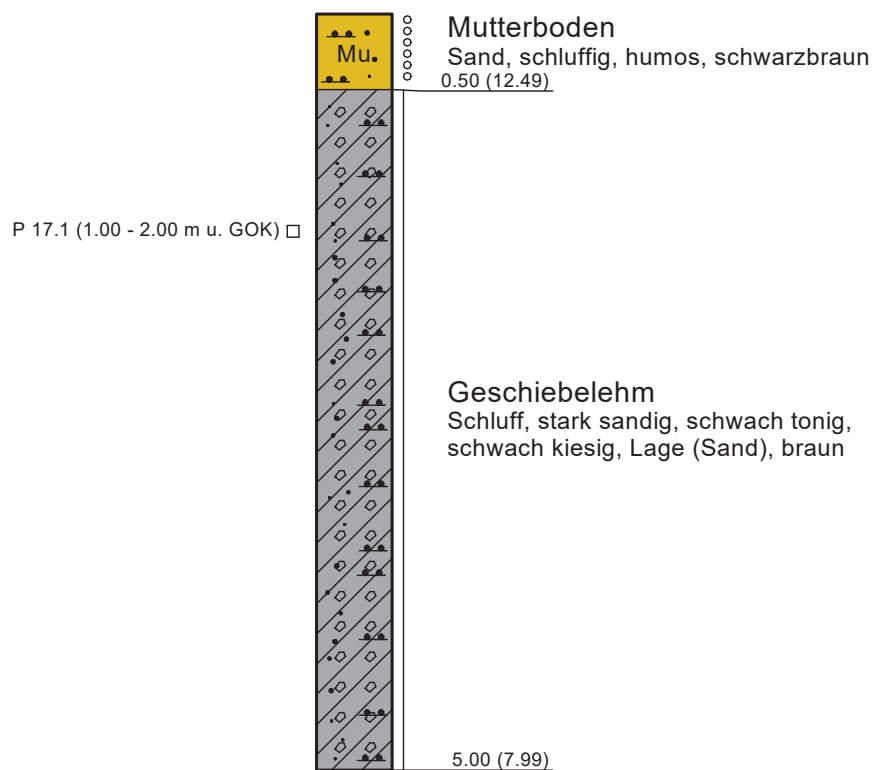 Mutterboden
Sand, schluffig, humos, schwarzbraun
Mu
0.50 (12.49)
P 17.1 (1.00 - 2.00 m u. GOK)
Geschiebelehm
Schluff, stark sandig, schwach tonig,
schwach kiesig, Lage (Sand), braun
5.00 (7.99)